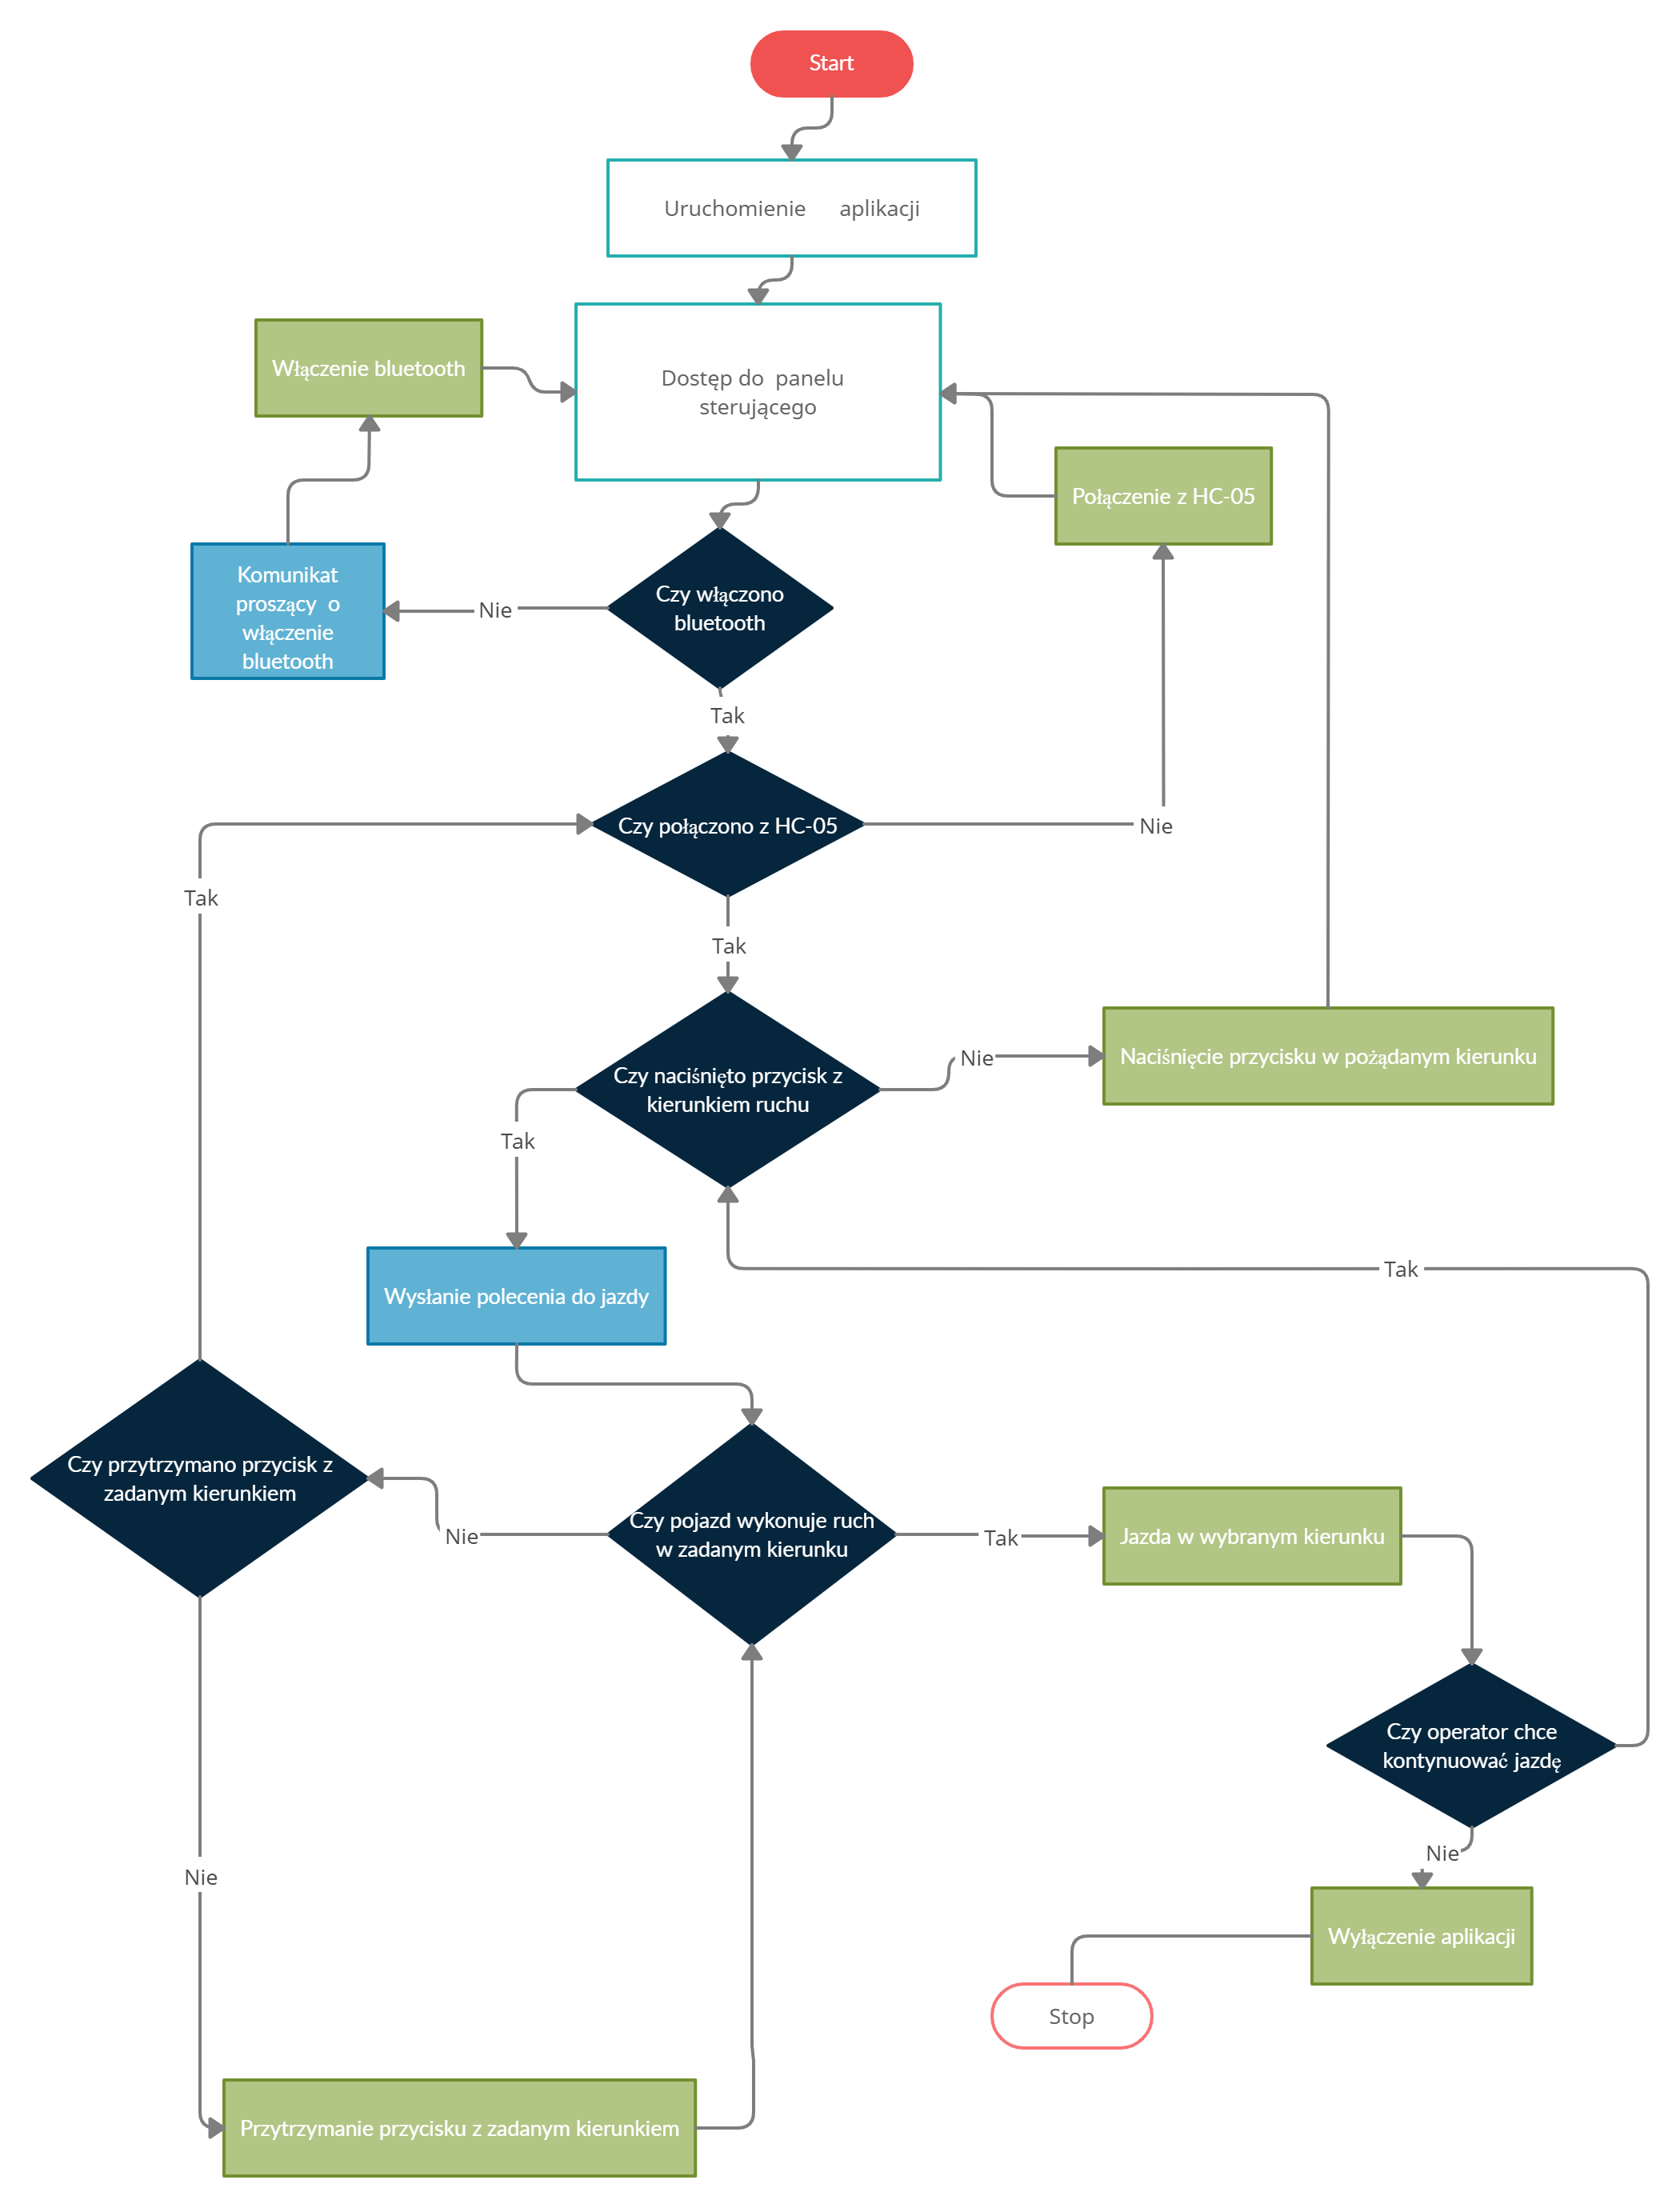 Start
Uruchomienie aplikacji
Włączenie bluetooth
Dostęp do panelu
sterującego
Połączenie z HC-05
Komunikat
proszący o
włączenie
bluetooth
Nie
Czy włączono
bluetooth
Tak
Czy połączono z HC-05
Nie
Tak
Tak
Czy naciśnięto przycisk z
kierunkiem ruchu
Nie
Naciśnięcie przycisku w pożądanym kierunku
Tak
Wysłanie polecenia do jazdy
Tak
Czy przytrzymano przycisk z
zadanym kierunkiem
Nie
Czy pojazd wykonuje ruch
w zadanym kierunku
Tak
Jazda w wybranym kierunku
Czy operator chce
kontynuować jazdę
Nie
Nie
Wyłączenie aplikacji
Stop
Przytrzymanie przycisku z zadanym kierunkiem